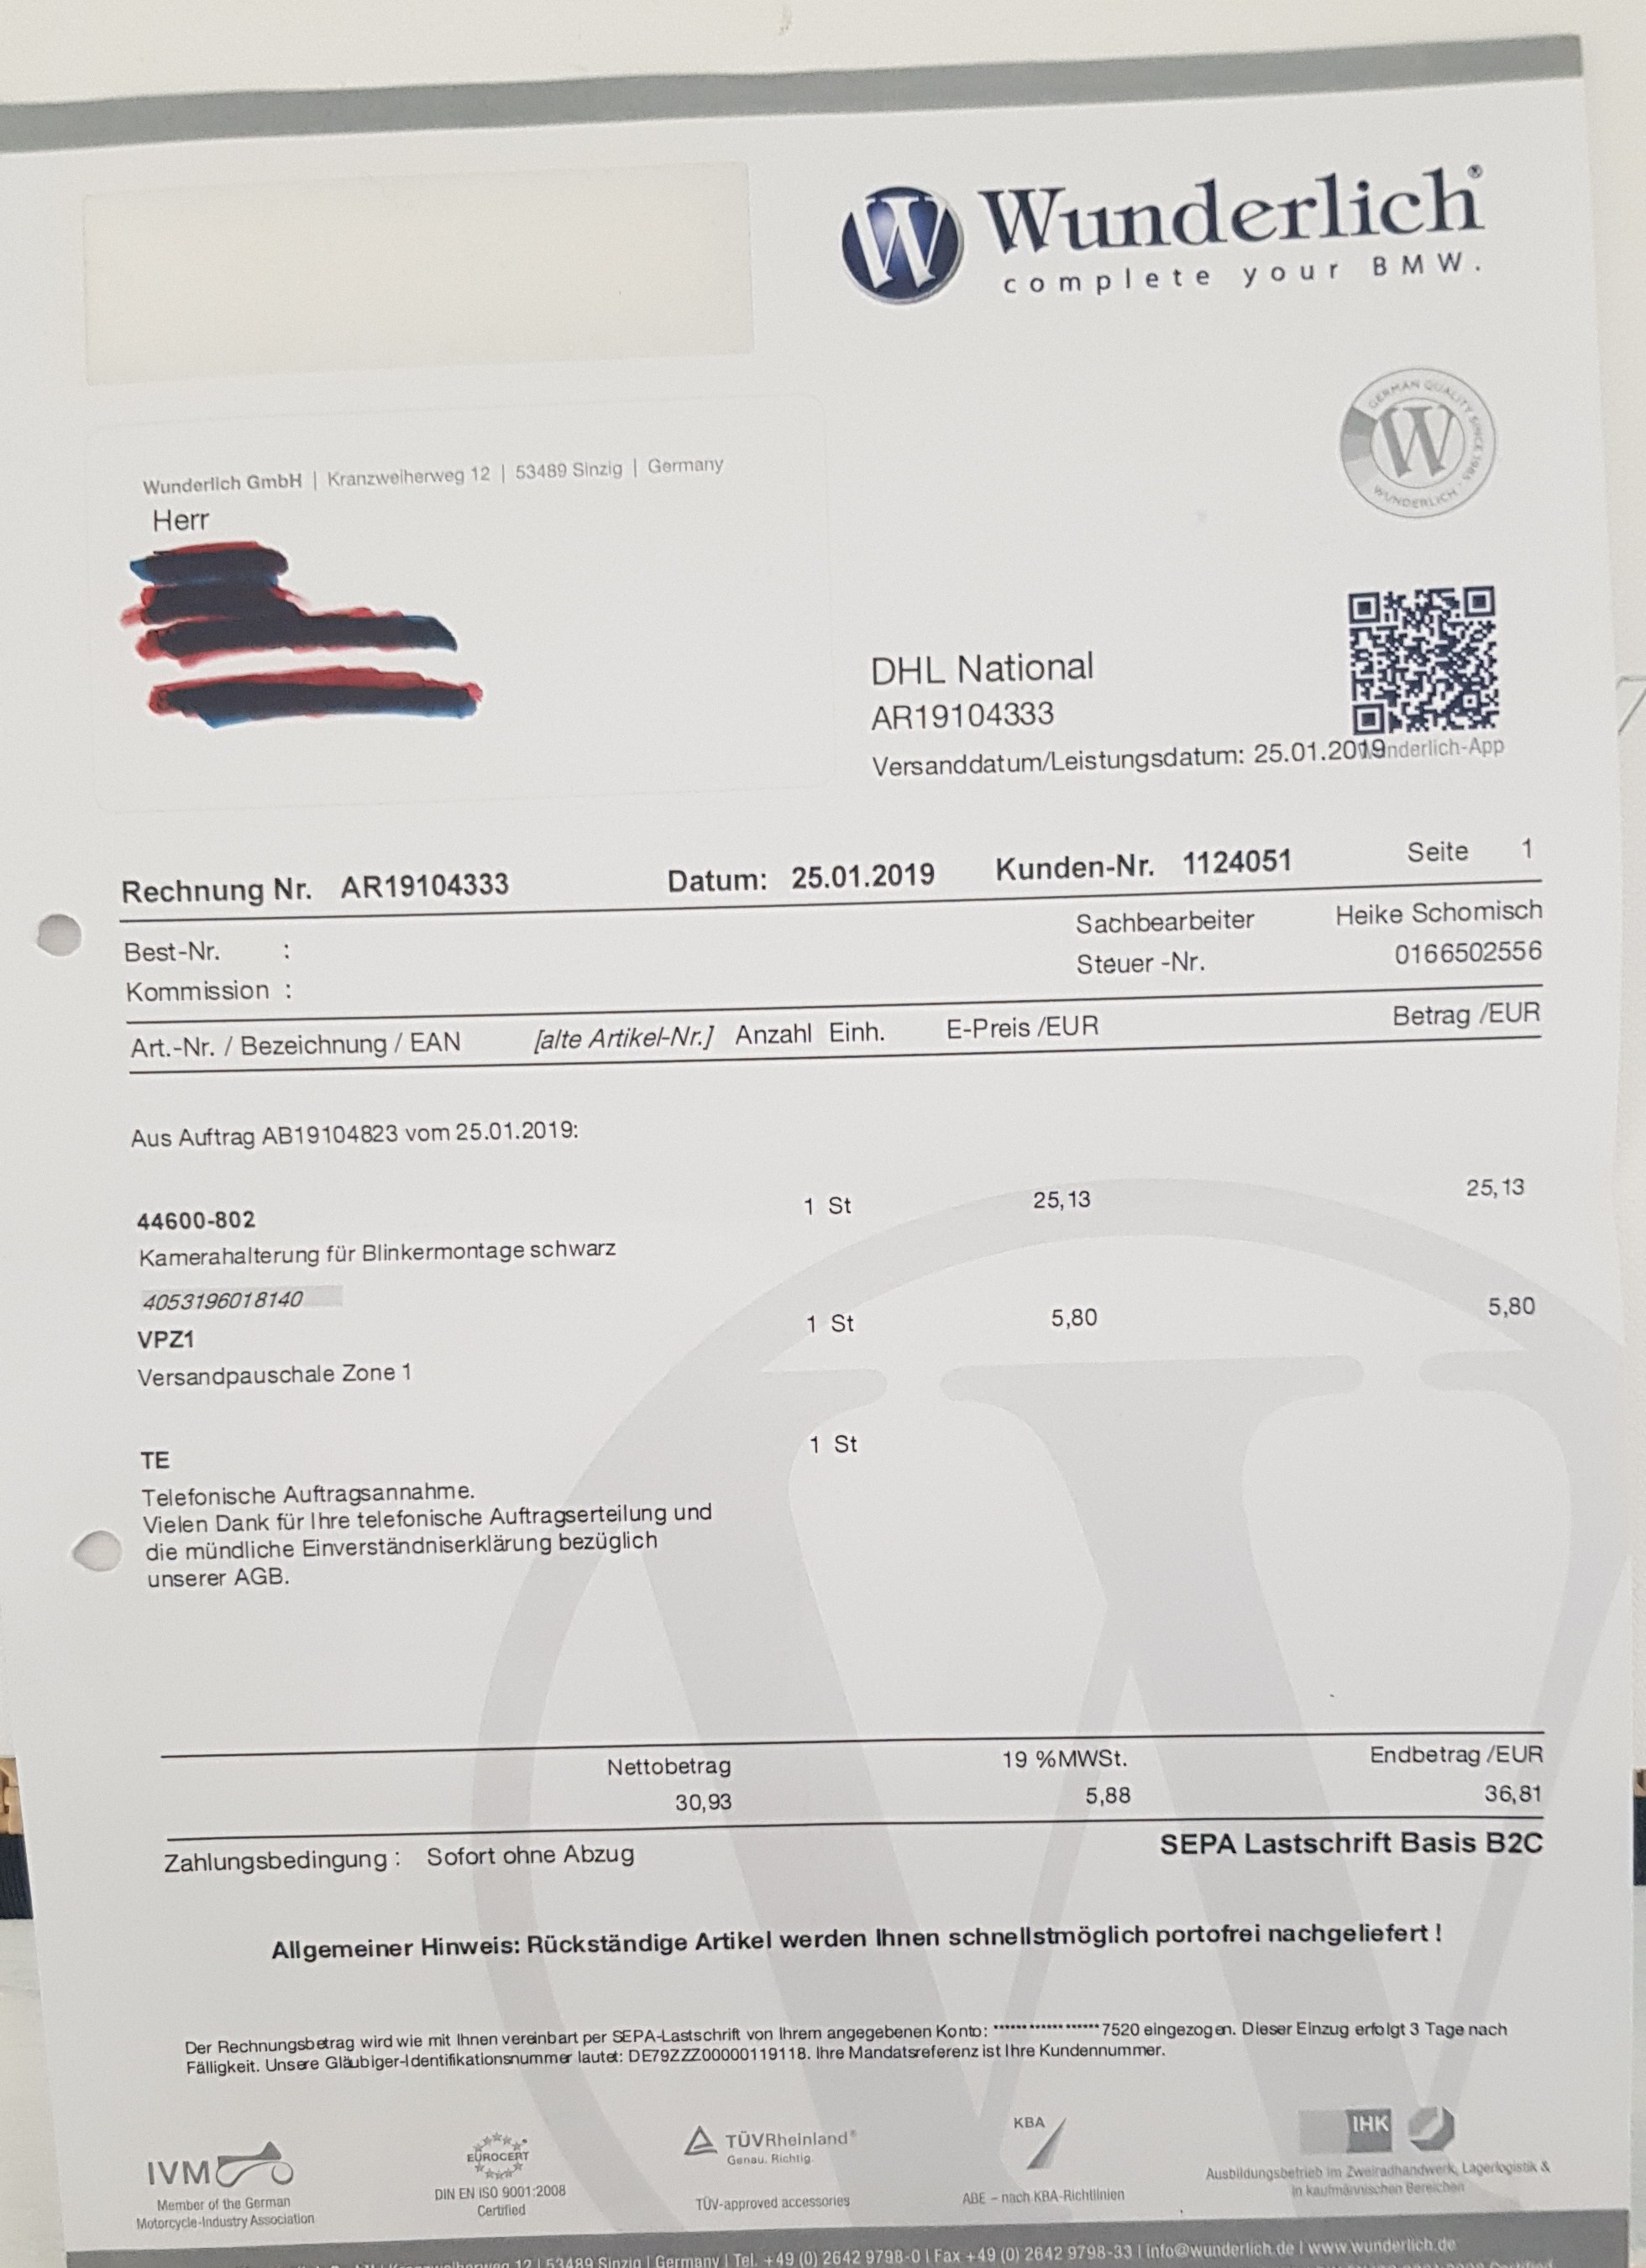 Wunderlich®
complete your BMW.
GERMAN QUALITY SINCE 1985
W
WUNDERLICH
Wunderlich GmbH | Kranzweiherweg 12 | 53489 Sinzig | Germany
Herr
DHL National
AR19104333
Versanddatum/Leistungsdatum: 25.01.2019
nderlich-App
Rechnung Nr. AR19104333 Datum: 25.01.2019 Kunden-Nr. 1124051 Seite 1
Best-Nr. : Sachbearbeiter Heike Schomisch
Kommission : Steuer -Nr. 0166502556
Art.-Nr. / Bezeichnung / EAN [alte Artikel-Nr.] Anzahl Einh. E-Preis /EUR Betrag /EUR
Aus Auftrag AB19104823 vom 25.01.2019:
44600-802 1 St 25,13 25,13
Kamerahalterung für Blinkermontage schwarz
4053196018140
VPZ1 1 St 5,80 5,80
Versandpauschale Zone 1
TE 1 St
Telefonische Auftragsannahme.
Vielen Dank für Ihre telefonische Auftragserteilung und
die mündliche Einverständniserklärung bezüglich
unserer AGB.
Nettobetrag 19 %MWSt. Endbetrag /EUR
30,93 5,88 36,81
Zahlungsbedingung : Sofort ohne Abzug SEPA Lastschrift Basis B2C
Allgemeiner Hinweis: Rückständige Artikel werden Ihnen schnellstmöglich portofrei nachgeliefert !
Der Rechnungsbetrag wird wie mit Ihnen vereinbart per SEPA-Lastschrift von Ihrem angegebenen Konto: ****************** 7520 eingezogen. Dieser Einzug erfolgt 3 Tage nach
Fälligkeit. Unsere Gläubiger-Identifikationsnummer lautet: DE79ZZZ00000119118. Ihre Mandatsreferenz ist Ihre Kundennummer.
IVM
Member of the German
Motorcycle-Industry Association
EUROCERT
DIN EN ISO 9001:2008
Certified
TÜVRheinland®
Genau. Richtig.
TÜV-approved accessories
KBA
ABE – nach KBA-Richtlinien
IHK
Ausbildungsbetrieb im Zweiradhandwerk, Lagerlogistik &
in kaufmännischen Bereichen
12 | 53489 Sinzig | Germany | Tel. +49 (0) 2642 9798-0 | Fax +49 (0) 2642 9798-33 | info@wunderlich.de | www.wunderlich.de